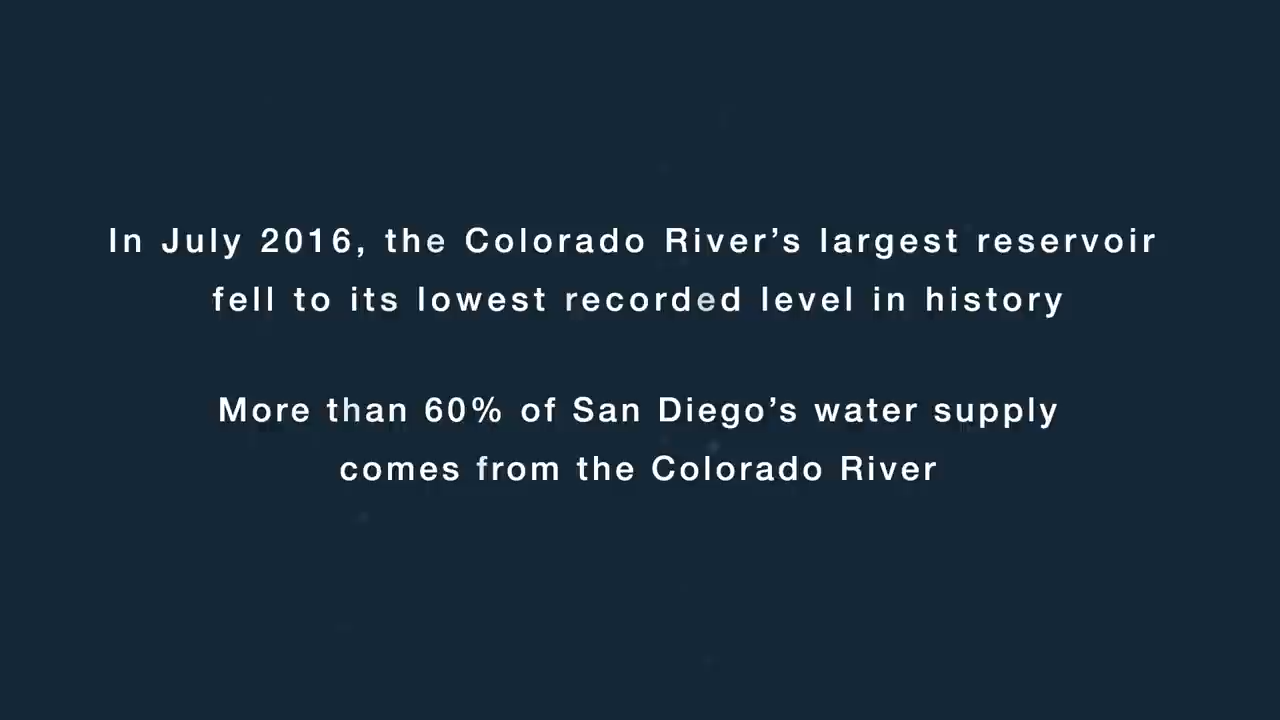 In July 2016, the Colorado River’s largest reservoir
fell to its lowest recorded level in history
More than 60% of San Diego’s water supply
comes from the Colorado River